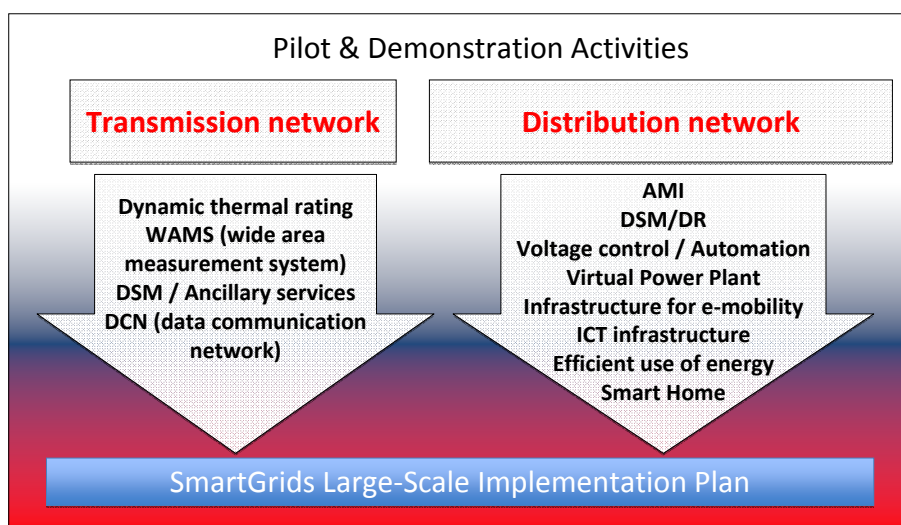 Pilot & Demonstration Activities
Transmission network
Distribution network
Dynamic thermal rating
WAMS (wide area
measurement system)
DSM / Ancillary services
DCN (data communication
network)
AMI
DSM/DR
Voltage control / Automation
Virtual Power Plant
Infrastructure for e-mobility
ICT infrastructure
Efficient use of energy
Smart Home
SmartGrids Large-Scale Implementation Plan